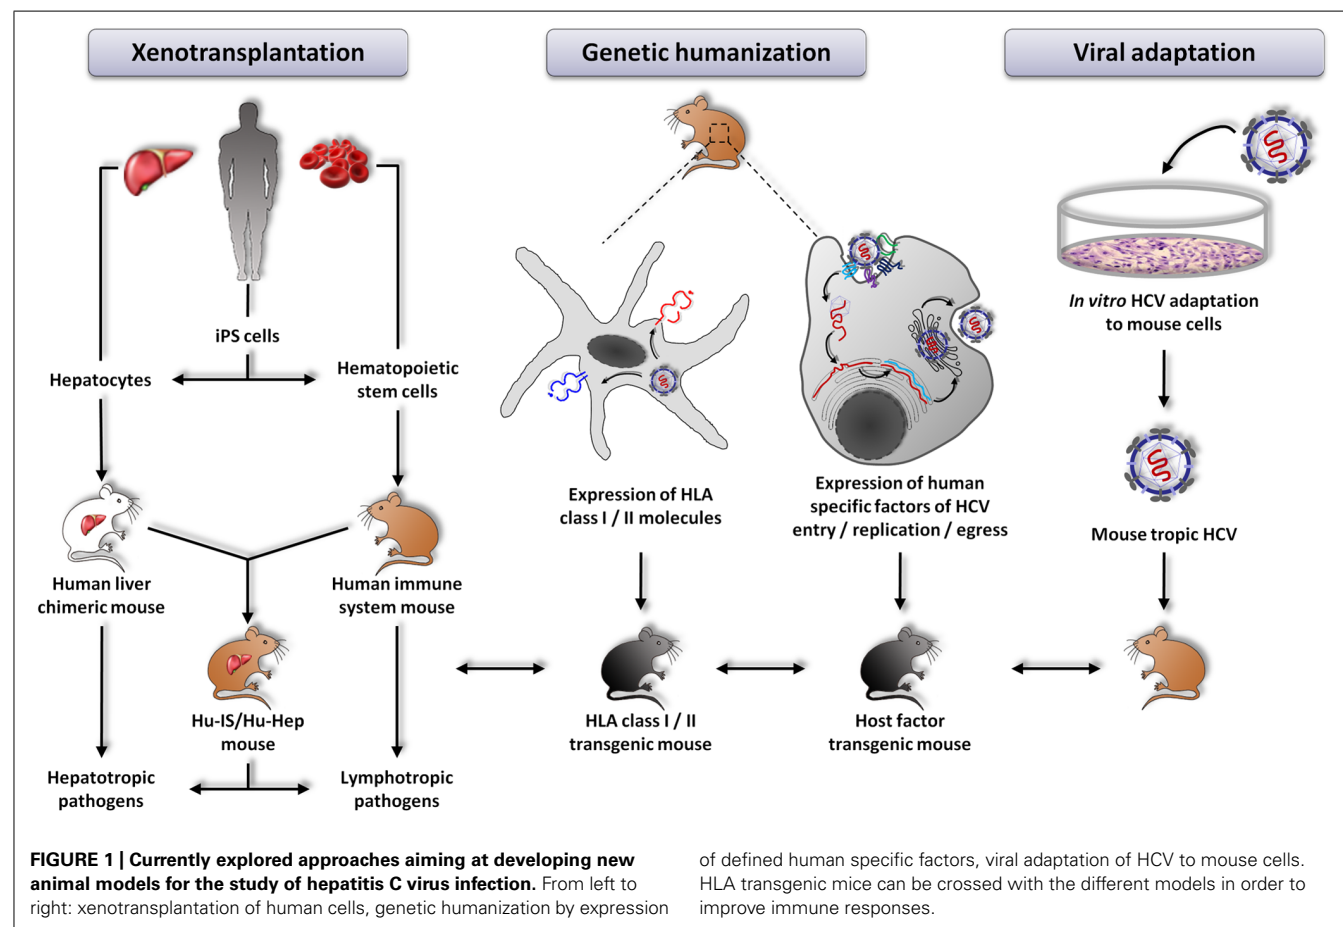 Xenotransplantation
Genetic humanization
Viral adaptation
iPS cells
Hepatocytes
Hematopoietic
stem cells
Human liver
chimeric mouse
Human immune
system mouse
Hu-IS/Hu-Hep
mouse
Hepatotropic
pathogens
Lymphotropic
pathogens
Expression of HLA
class I / II molecules
HLA class I / II
transgenic mouse
Expression of human
specific factors of HCV
entry / replication / egress
Host factor
transgenic mouse
In vitro HCV adaptation
to mouse cells
Mouse tropic HCV
FIGURE 1 | Currently explored approaches aiming at developing new
animal models for the study of hepatitis C virus infection. From left to
right: xenotransplantation of human cells, genetic humanization by expression
of defined human specific factors, viral adaptation of HCV to mouse cells.
HLA transgenic mice can be crossed with the different models in order to
improve immune responses.